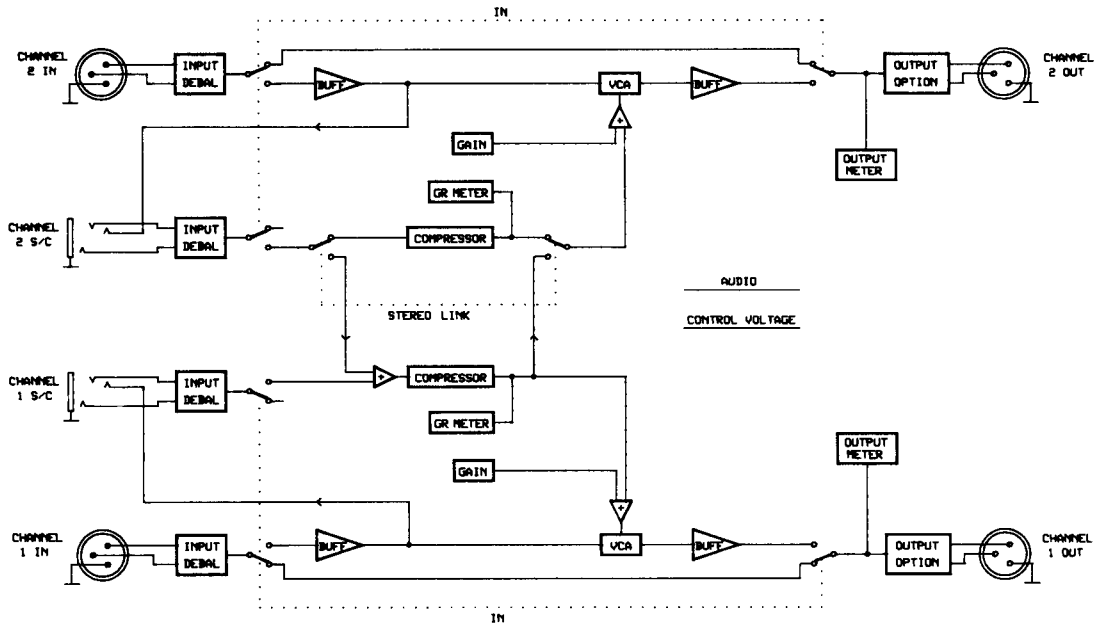 IN
CHANNEL
2 IN
INPUT
DEBAL
BUFF
VCA
BUFF
OUTPUT
OPTION
CHANNEL
2 OUT
+
GAIN
OUTPUT
METER
GR METER
CHANNEL
2 S/C
INPUT
DEBAL
COMPRESSOR
AUDIO
STEREO LINK
CONTROL VOLTAGE
CHANNEL
1 S/C
INPUT
DEBAL
+
COMPRESSOR
GR METER
OUTPUT
METER
GAIN
+
CHANNEL
1 IN
INPUT
DEBAL
BUFF
VCA
BUFF
OUTPUT
OPTION
CHANNEL
1 OUT
IN